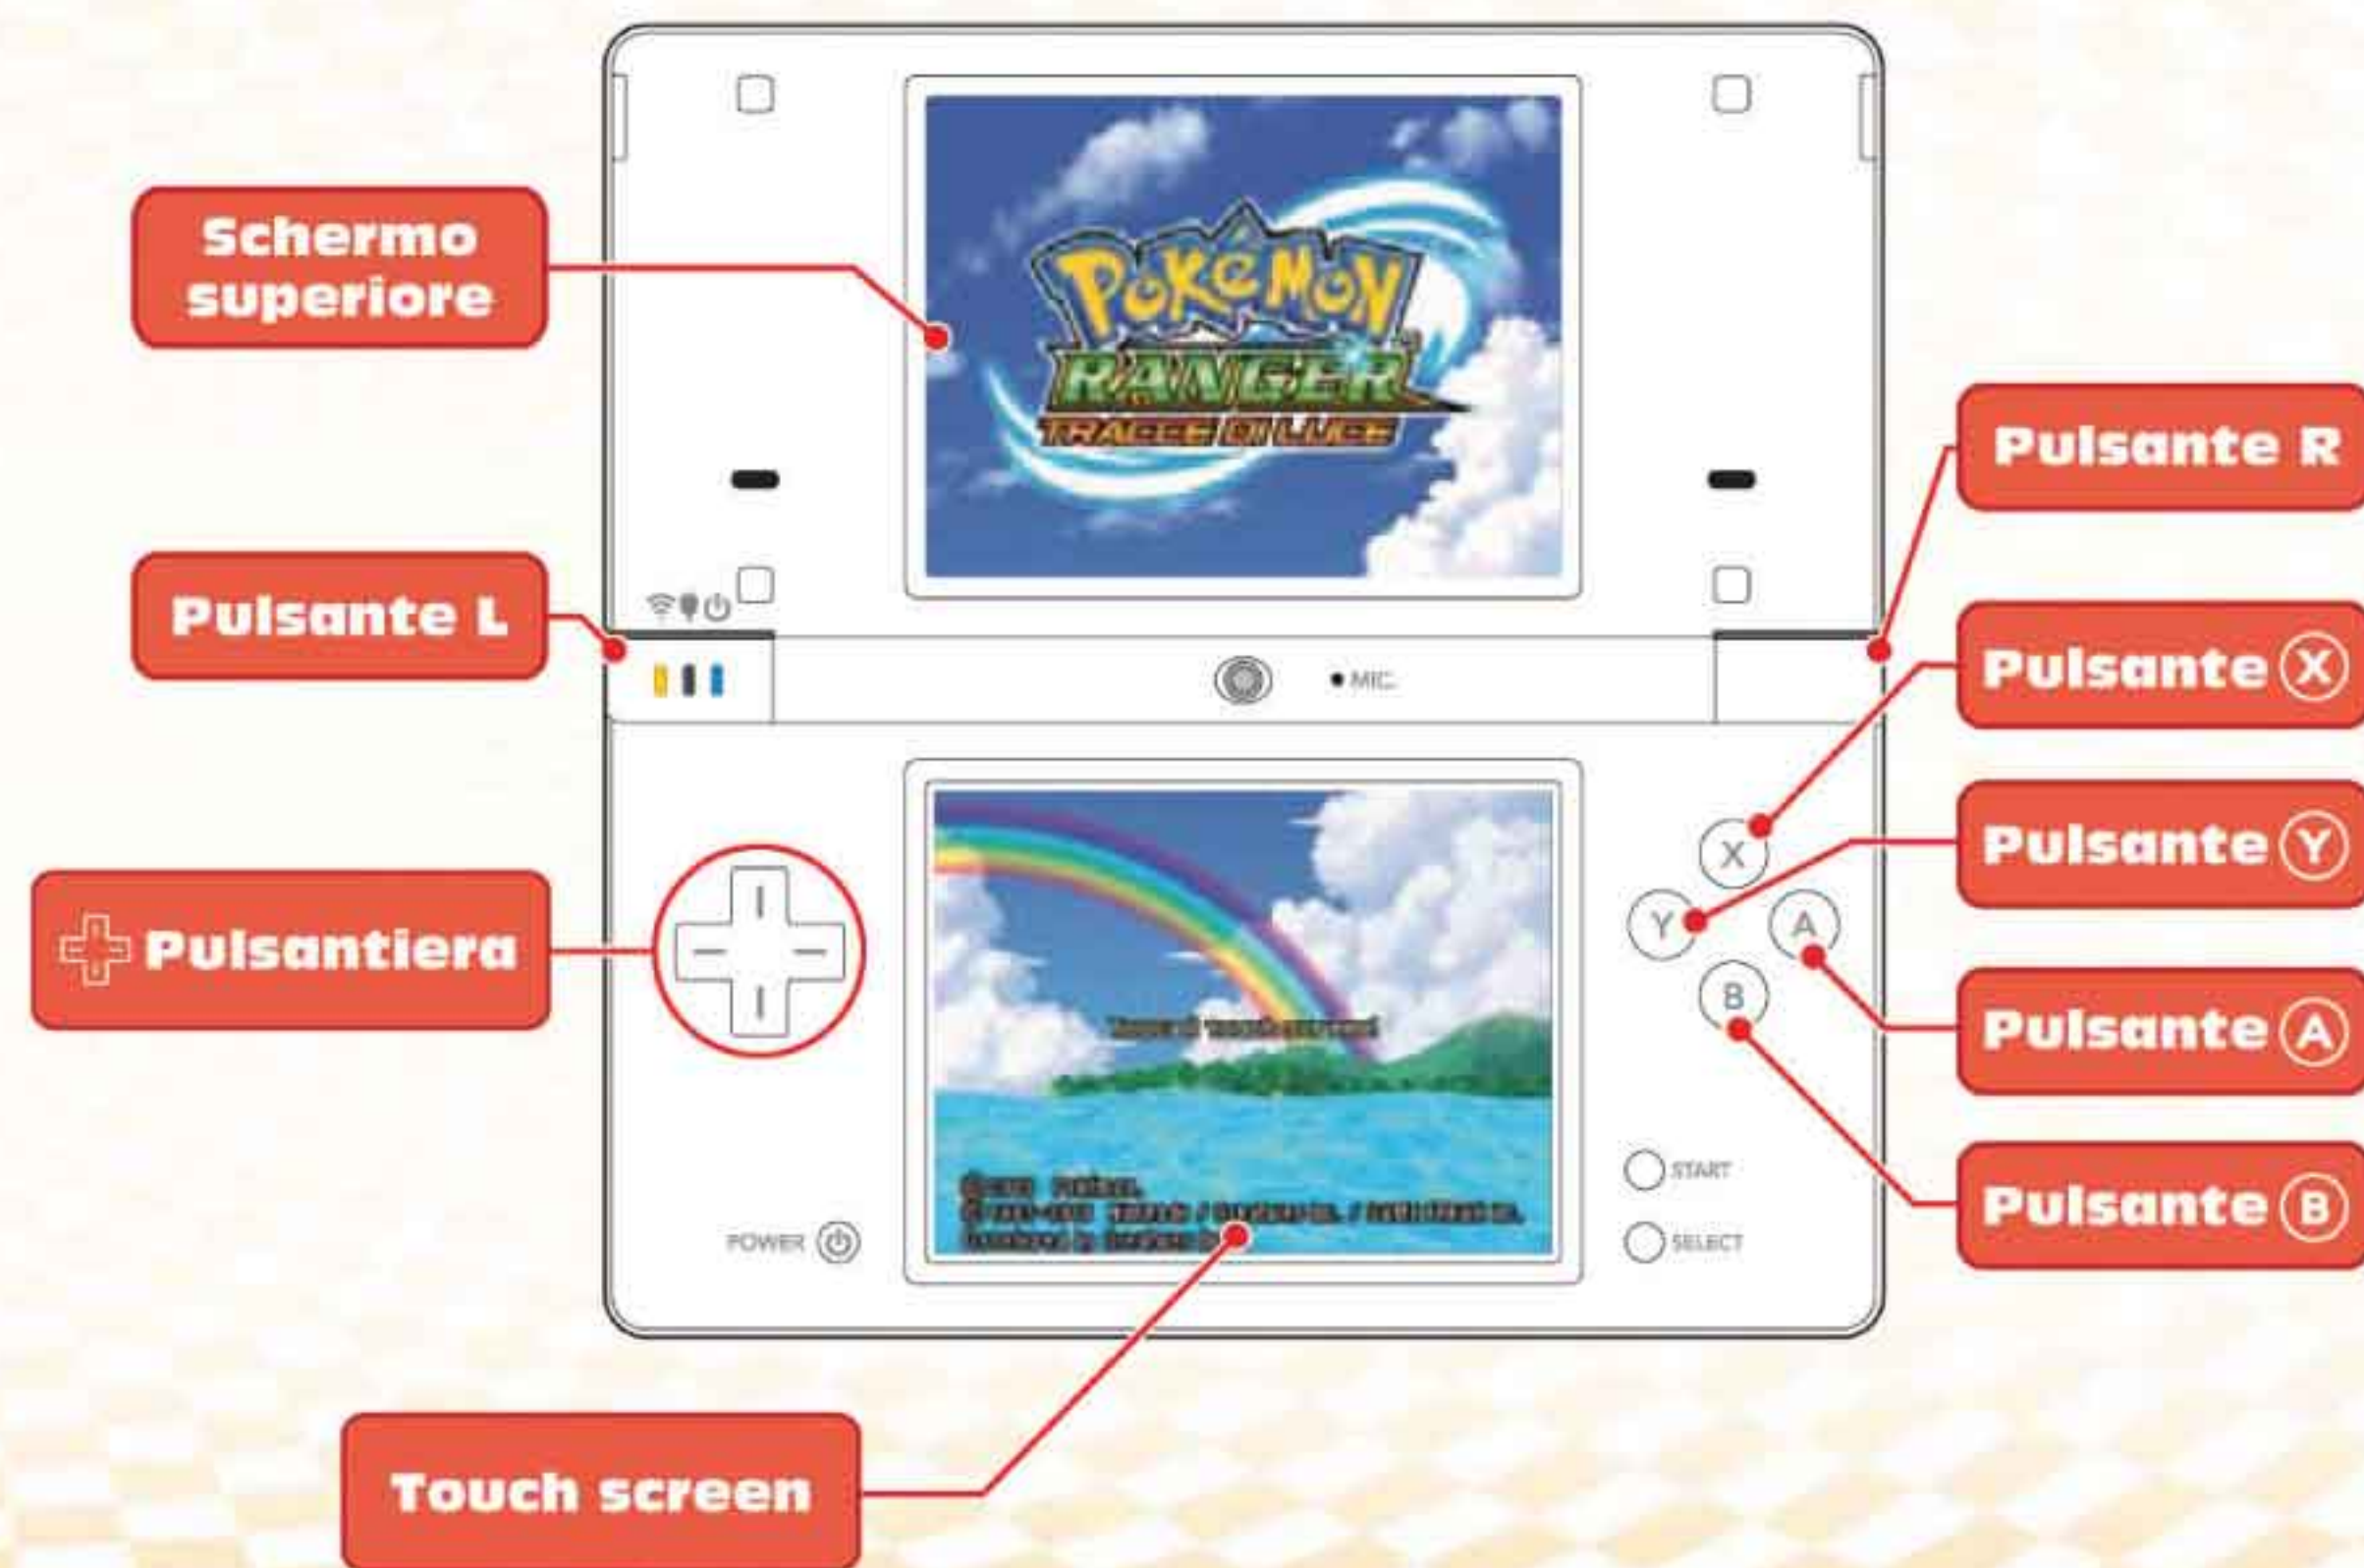 Schermo
superiore
POKéMON
RANGER
TRACCE DI LUCE
Pulsante R
Pulsante L
Pulsante X
MIC.
Pulsante Y
X
Y
A
B
Pulsantiera
Pulsante A
START
Pulsante B
POWER
SELECT
Touch screen